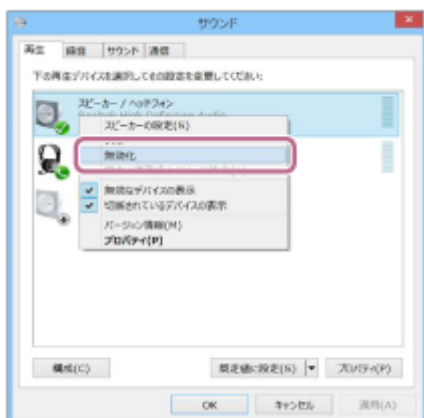 サウンド
再生 録音 サウンド 通信
下の再生デバイスを選択してその設定を変更してください:
スピーカー / ヘッドフォン
Realtek High Definition Audio
スピーカーの設定(S)
無効化
無効なデバイスの表示
切断されているデバイスの表示
バージョン情報(M)
プロパティ(P)
構成(C) 既定値に設定(S) プロパティ(P)
OK キャンセル 適用(A)